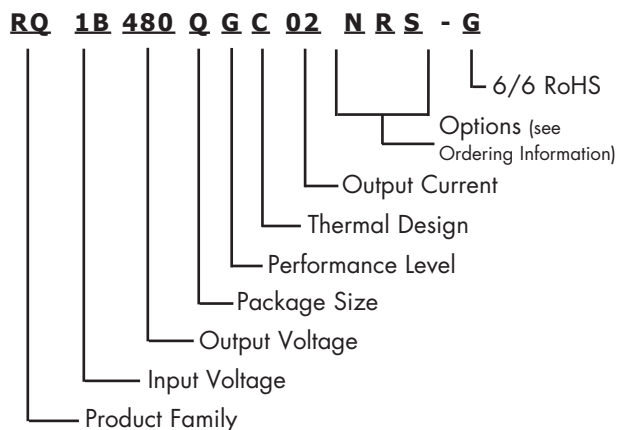 RQ 1B 480 Q G C 02 N R S - G
6/6 RoHS
Options (see
Ordering Information)
Output Current
Thermal Design
Performance Level
Package Size
Output Voltage
Input Voltage
Product Family